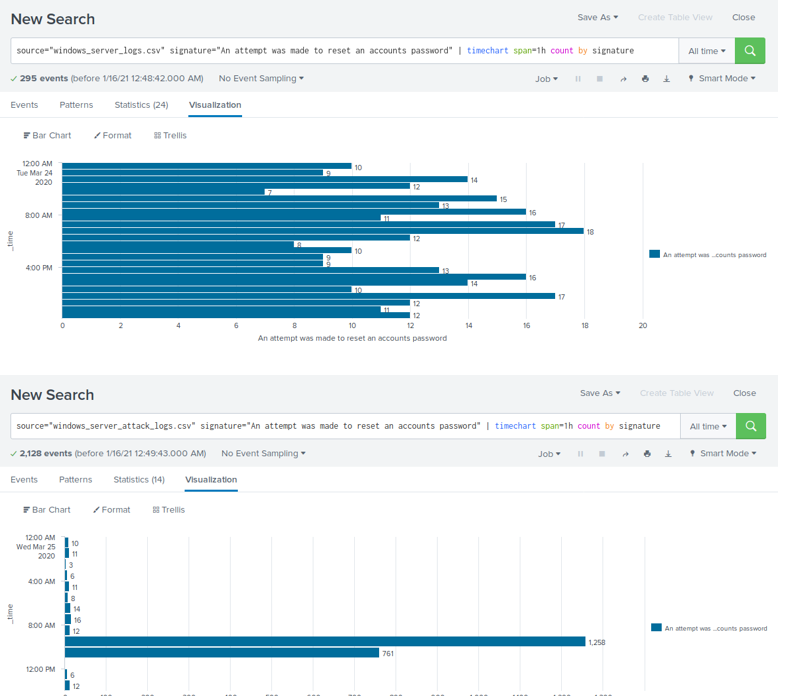 New Search
Save As Create Table View Close
source="windows_server_logs.csv" signature="An attempt was made to reset an accounts password" | timechart span=1h count by signature
All time
295 events (before 1/16/21 12:48:42.000 AM) No Event Sampling
Job Smart Mode
Events Patterns Statistics (24) Visualization
Bar Chart Format Trellis
12:00 AM
Tue Mar 24
2020
8:00 AM
4:00 PM
_time
10
9
14
12
7
15
13
16
11
17
18
12
8
10
9
9
13
16
14
10
17
12
11
12
An attempt was ...counts password
0 2 4 6 8 10 12 14 16 18 20
An attempt was made to reset an accounts password
New Search
Save As Create Table View Close
source="windows_server_attack_logs.csv" signature="An attempt was made to reset an accounts password" | timechart span=1h count by signature
All time
2,128 events (before 1/16/21 12:49:43.000 AM) No Event Sampling
Job Smart Mode
Events Patterns Statistics (14) Visualization
Bar Chart Format Trellis
12:00 AM
Wed Mar 25
2020
4:00 AM
8:00 AM
12:00 PM
_time
10
11
3
6
11
8
14
16
12
1,258
761
6
12
An attempt was ...counts password